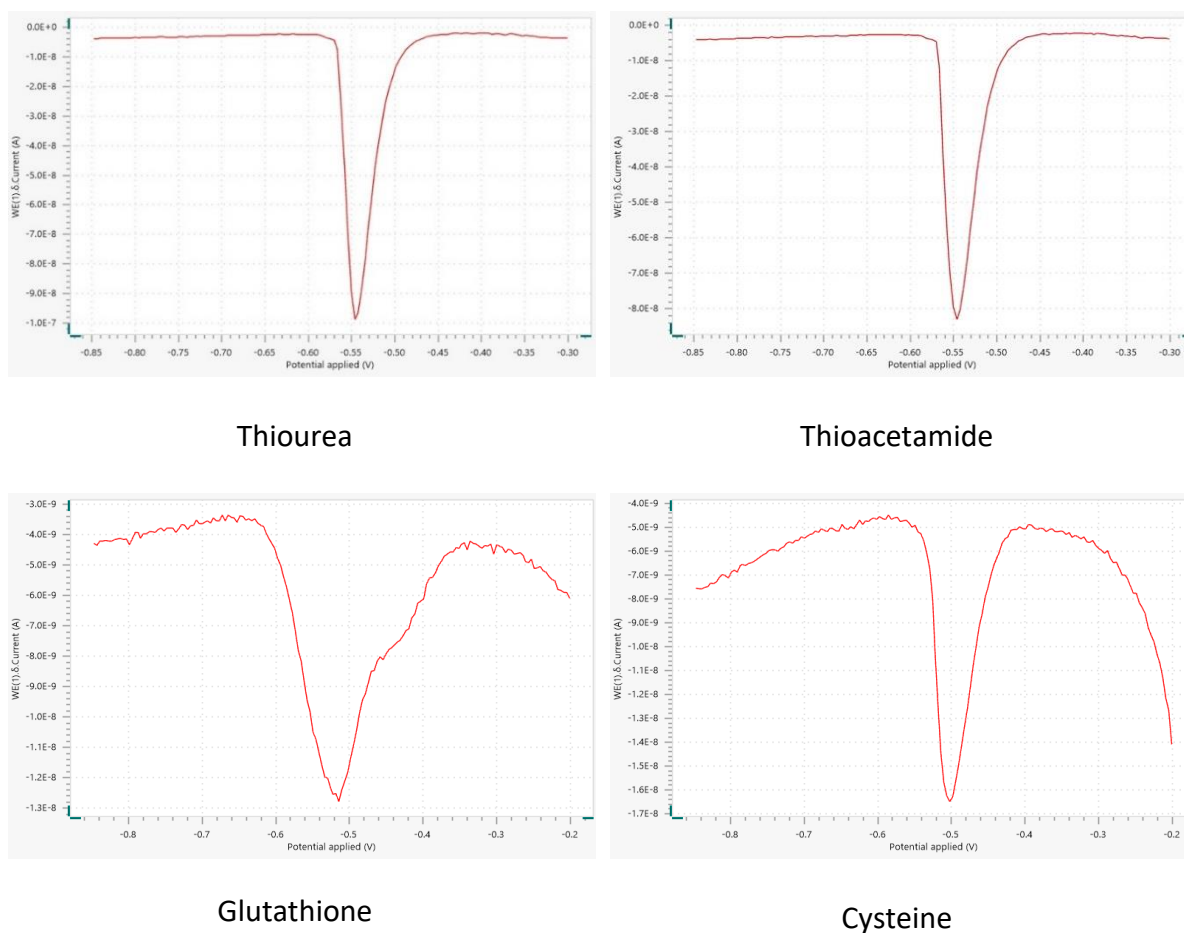 0.0E+0
-1.0E-8
-2.0E-8
-3.0E-8
-4.0E-8
-5.0E-8
-6.0E-8
-7.0E-8
-8.0E-8
-9.0E-8
-1.0E-7
WE(1).δ.Current (A)
-0.85 -0.80 -0.75 -0.70 -0.65 -0.60 -0.55 -0.50 -0.45 -0.40 -0.35 -0.30
Potential applied (V)
Thiourea
0.0E+0
-1.0E-8
-2.0E-8
-3.0E-8
-4.0E-8
-5.0E-8
-6.0E-8
-7.0E-8
-8.0E-8
WE(1).δ.Current (A)
-0.85 -0.80 -0.75 -0.70 -0.65 -0.60 -0.55 -0.50 -0.45 -0.40 -0.35 -0.30
Potential applied (V)
Thioacetamide
-3.0E-9
-4.0E-9
-5.0E-9
-6.0E-9
-7.0E-9
-8.0E-9
-9.0E-9
-1.0E-8
-1.1E-8
-1.2E-8
-1.3E-8
WE(1).δ.Current (A)
-0.8 -0.7 -0.6 -0.5 -0.4 -0.3 -0.2
Potential applied (V)
Glutathione
-4.0E-9
-5.0E-9
-6.0E-9
-7.0E-9
-8.0E-9
-9.0E-9
-1.0E-8
-1.1E-8
-1.2E-8
-1.3E-8
-1.4E-8
-1.5E-8
-1.6E-8
-1.7E-8
WE(1).δ.Current (A)
-0.8 -0.7 -0.6 -0.5 -0.4 -0.3 -0.2
Potential applied (V)
Cysteine